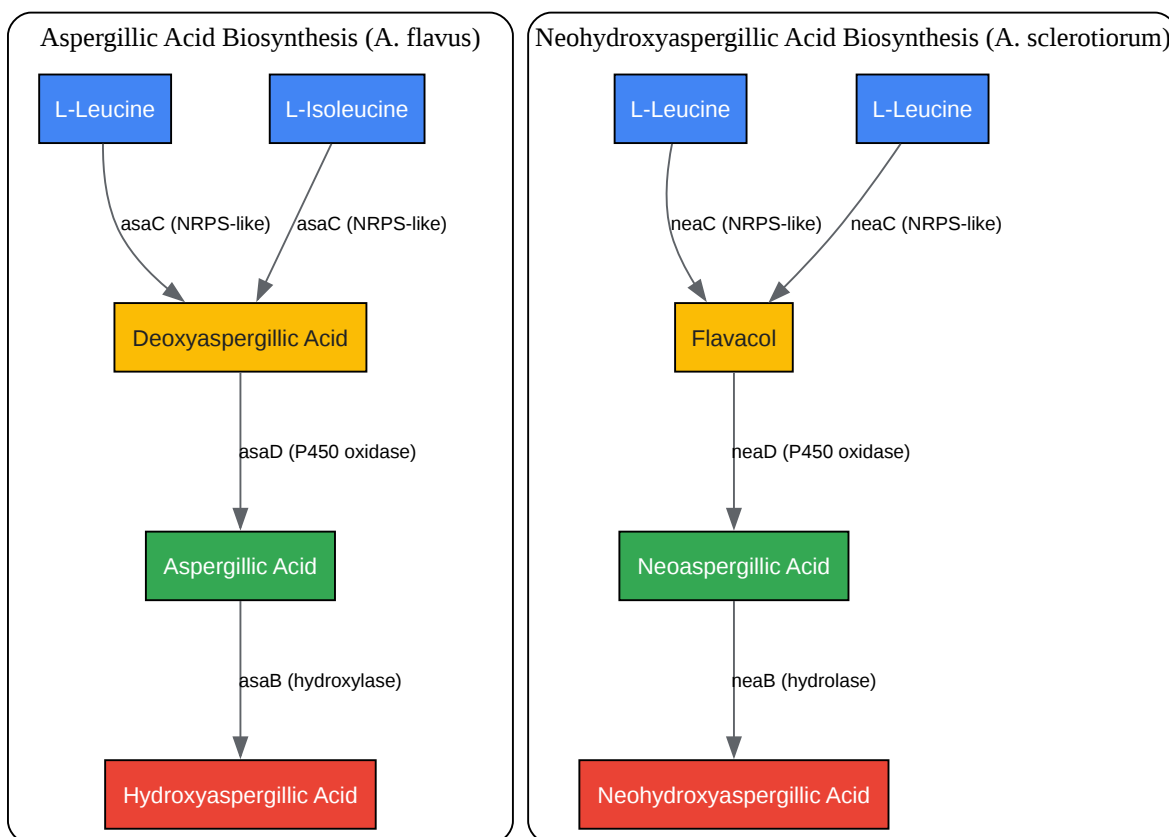 Aspergillic Acid Biosynthesis (A. flavus)
L-Leucine
L-Isoleucine
asaC (NRPS-like)
asaC (NRPS-like)
Deoxyaspergillic Acid
asaD (P450 oxidase)
Aspergillic Acid
asaB (hydroxylase)
Hydroxyaspergillic Acid
Neohydroxyaspergillic Acid Biosynthesis (A. sclerotiorum)
L-Leucine
L-Leucine
neaC (NRPS-like)
neaC (NRPS-like)
Flavacol
neaD (P450 oxidase)
Neoaspergillic Acid
neaB (hydrolase)
Neohydroxyaspergillic Acid